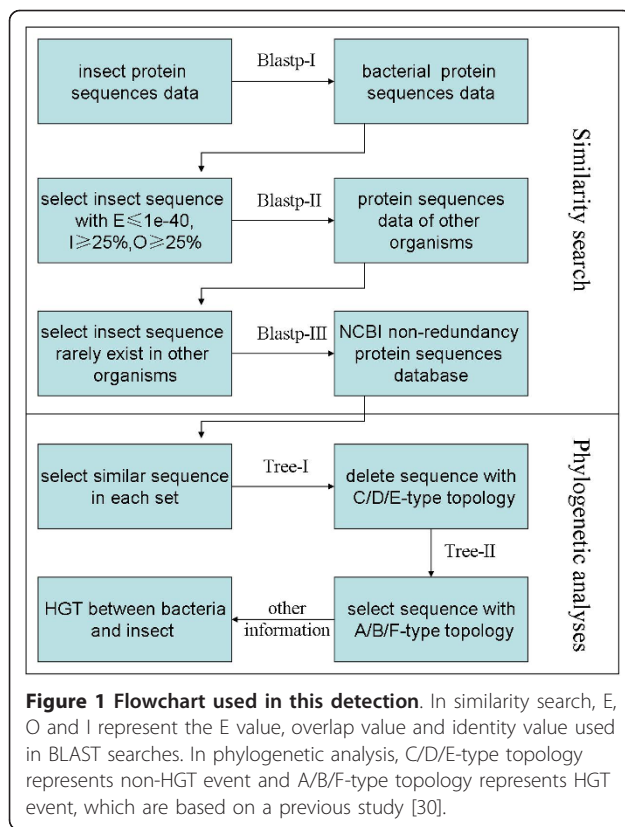 insect protein
sequences data
Blastp-I
bacterial protein
sequences data
select insect sequence
with E≤1e-40,
I≥25%,O≥25%
Blastp-II
protein sequences
data of other
organisms
select insect sequence
rarely exist in other
organisms
Blastp-III
NCBI non-redundancy
protein sequences
database
Similarity search
select similar sequence
in each set
Tree-I
delete sequence with
C/D/E-type topology
Tree-II
HGT between bacteria
and insect
other
information
select sequence with
A/B/F-type topology
Phylogenetic analyses
Figure 1 Flowchart used in this detection. In similarity search, E,
O and I represent the E value, overlap value and identity value used
in BLAST searches. In phylogenetic analysis, C/D/E-type topology
represents non-HGT event and A/B/F-type topology represents HGT
event, which are based on a previous study [30].